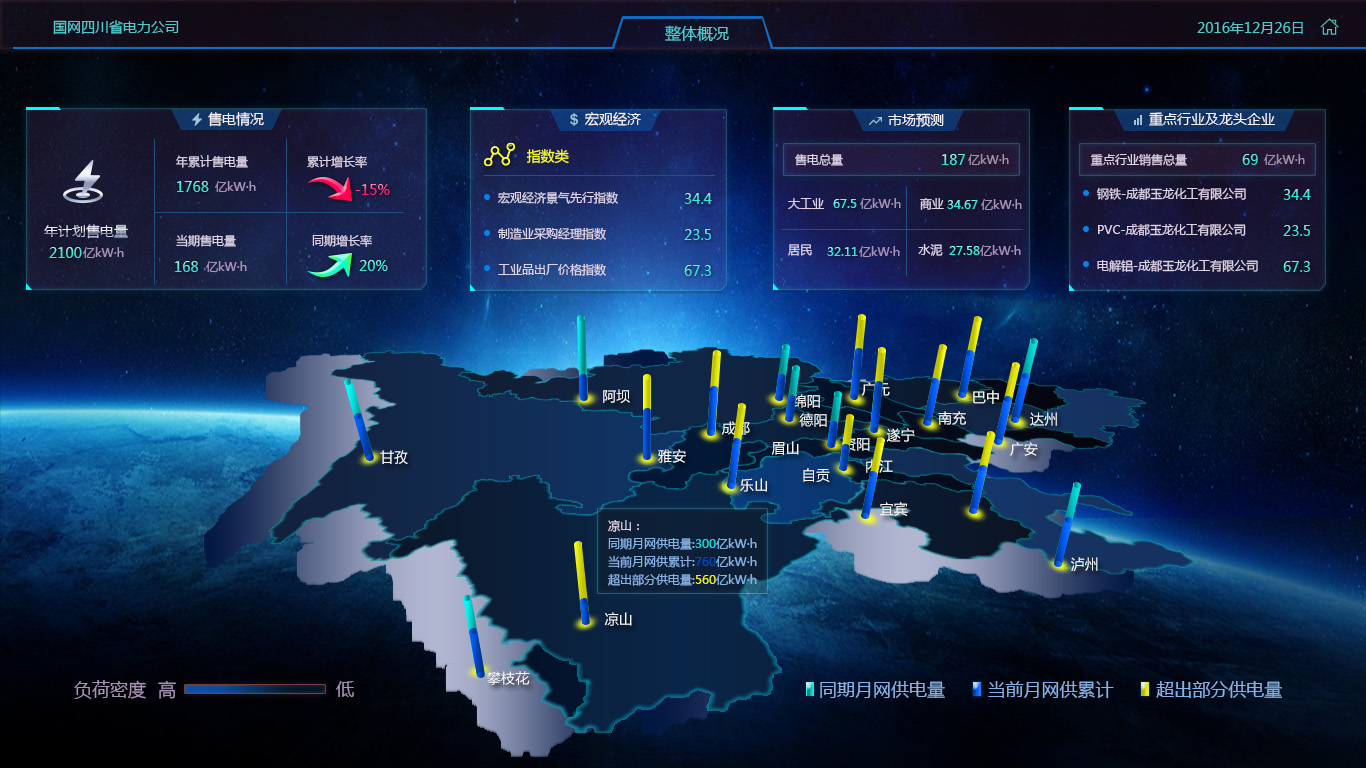 国网四川省电力公司
整体概况
2016年12月26日
售电情况
年计划售电量
2100亿kW·h
年累计售电量
1768 亿kW·h
累计增长率
-15%
当期售电量
168 亿kW·h
同期增长率
20%
$ 宏观经济
指数类
宏观经济景气先行指数 34.4
制造业采购经理指数 23.5
工业品出厂价格指数 67.3
市场预测
售电总量 187亿kW·h
大工业 67.5亿kW·h
商业 34.67 亿kW·h
居民 32.11亿kW·h
水泥 27.58亿kW·h
重点行业及龙头企业
重点行业销售总量 69 亿kW·h
钢铁-成都玉龙化工有限公司 34.4
PVC-成都玉龙化工有限公司 23.5
电解铝-成都玉龙化工有限公司 67.3
阿坝
绵阳
广元
巴中
德阳
南充
达州
成都
遂宁
甘孜
雅安
眉山
资阳
广安
内江
自贡
乐山
宜宾
凉山：
同期月网供电量:300亿kW·h
当前月网供累计:760亿kW·h
超出部分供电量:560亿kW·h
泸州
凉山
攀枝花
负荷密度 高 低
同期月网供电量
当前月网供累计
超出部分供电量